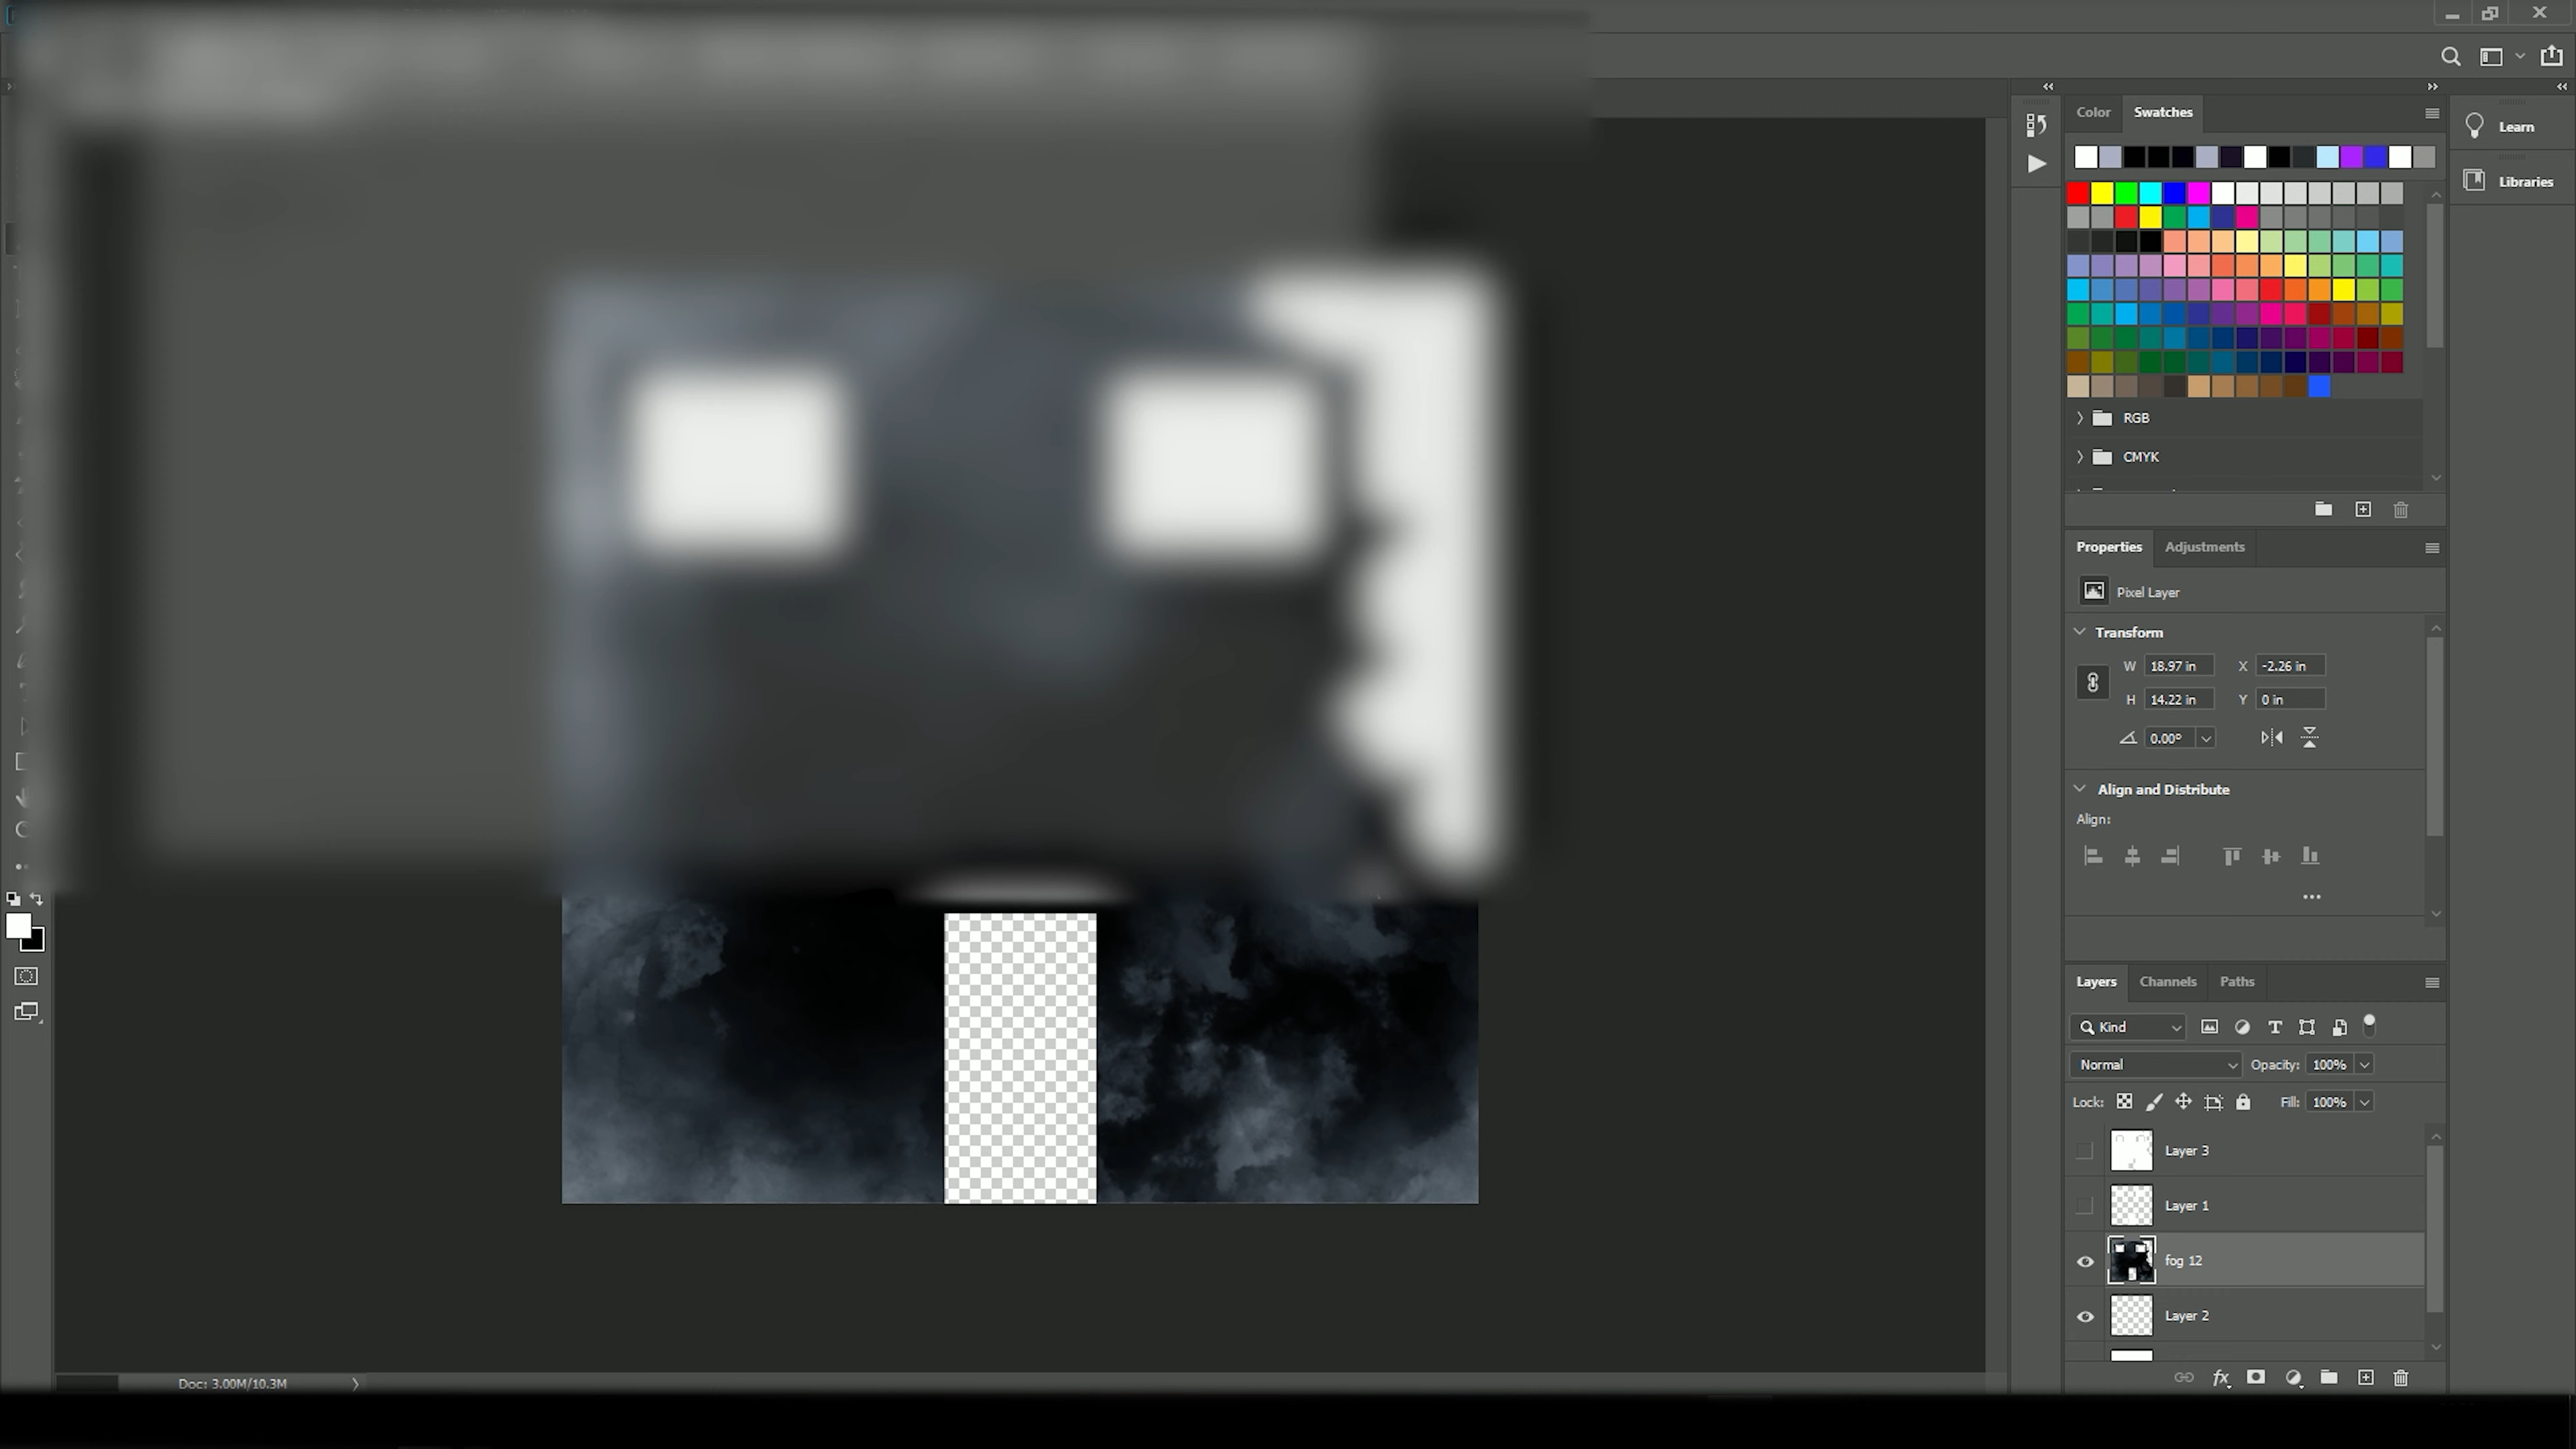 Color Swatches
Learn
Libraries
RGB
CMYK
Properties Adjustments
Pixel Layer
Transform
W 18.97 in X -2.26 in
H 14.22 in Y 0 in
0.00°
Align and Distribute
Align:
Layers Channels Paths
Kind
Normal Opacity: 100%
Lock: Fill: 100%
Layer 3
Layer 1
fog 12
Layer 2
Doc: 3.00M/10.3M